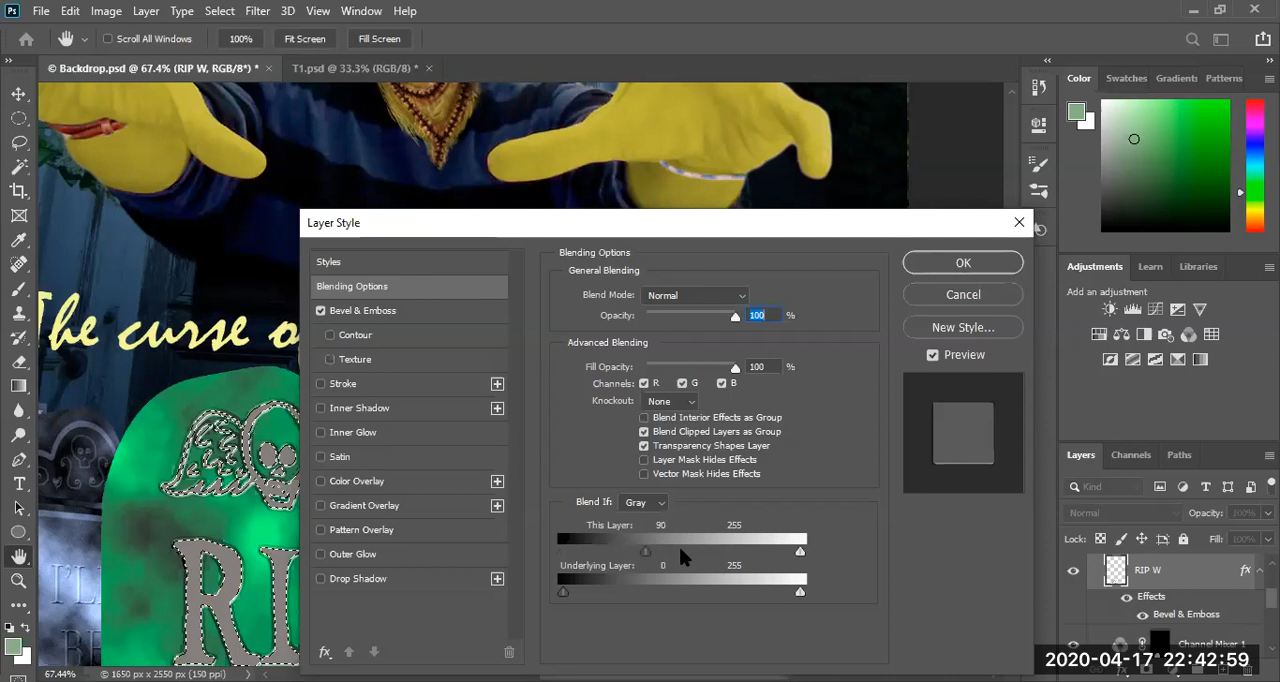 Ps File Edit Image Layer Type Select Filter 3D View Window Help
Scroll All Windows 100% Fit Screen Fill Screen
© Backdrop.psd @ 67.4% (RIP W, RGB/8*) * × T1.psd @ 33.3% (RGB/8) * ×
Color Swatches Gradients Patterns
Layer Style
Styles
Blending Options
Bevel & Emboss
Contour
Texture
Stroke
Inner Shadow
Inner Glow
Satin
Color Overlay
Gradient Overlay
Pattern Overlay
Outer Glow
Drop Shadow
fx
Blending Options
General Blending
Blend Mode: Normal
Opacity: 100 %
Advanced Blending
Fill Opacity: 100 %
Channels: R G B
Knockout: None
Blend Interior Effects as Group
Blend Clipped Layers as Group
Transparency Shapes Layer
Layer Mask Hides Effects
Vector Mask Hides Effects
Blend If: Gray
This Layer: 90 255
Underlying Layer: 0 255
OK
Cancel
New Style...
Preview
Adjustments Learn Libraries
Add an adjustment
Layers Channels Paths
Kind
Normal Opacity: 100%
Lock: Fill: 100%
RIP W fx
Effects
Bevel & Emboss
Channel Mixer 1
The curse o
RI
I'LL
BE
67.44% 1650 px x 2550 px (150 ppi)
2020-04-17 22:42:59